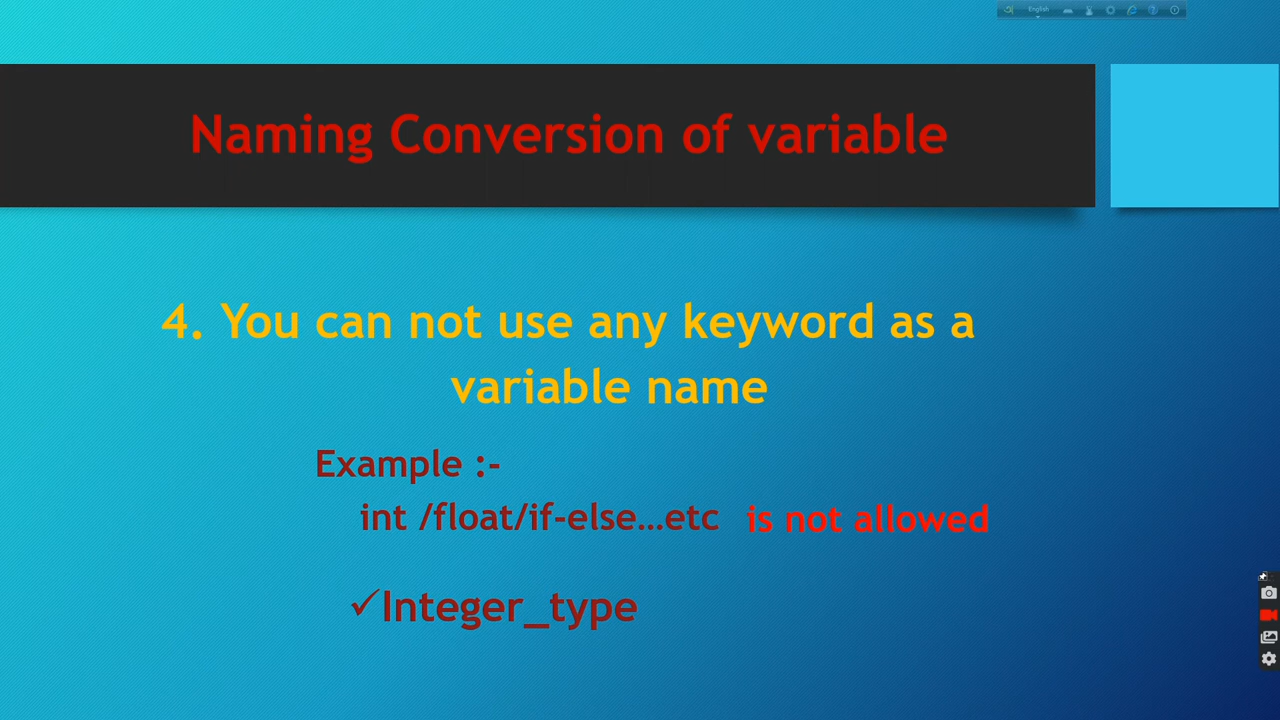 English
Naming Conversion of variable
4. You can not use any keyword as a
variable name
Example :-
int /float/if-else...etc is not allowed
✓Integer_type